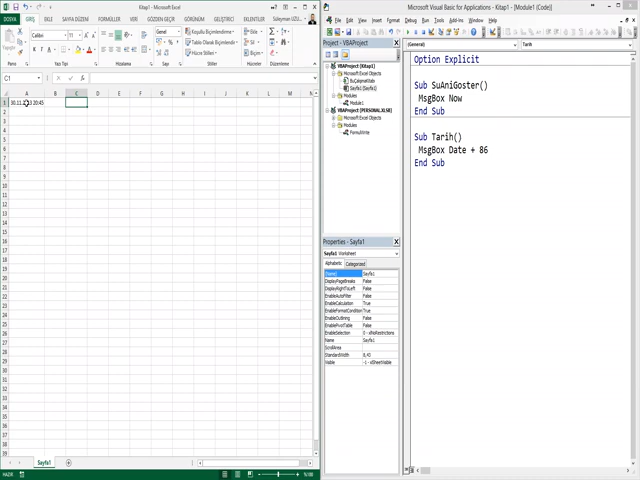 Kitap1 - Microsoft Excel
DOSYA GİRİŞ EKLE SAYFA DÜZENİ FORMÜLLER VERİ GÖZDEN GEÇİR GÖRÜNÜM GELİŞTİRİCİ EKLENTİLER
Yapıştır Calibri 11 Genel Koşullu Biçimlendirme Ekle
Tablo Olarak Biçimlendir Sil
Hücre Stilleri Biçim
Pano Yazı Tipi Hizalama Sayı Stiller Hücreler Düzenleme
C1 fx
A B C D E F G H I J K L M N
Sayfa1
HAZIR
Microsoft Visual Basic for Applications - Kitap1 - [Module1 (Code)]
File Edit View Insert Format Debug Run Tools Add-Ins Window Help
Project - VBAProject
VBAProject (Kitap1)
Microsoft Excel Objects
BuÇalışmaKitabı
Sayfa1 (Sayfa1)
Modules
Module1
VBAProject (PERSONAL.XLSB)
Microsoft Excel Objects
Modules
FormulaWrite
Properties - Sayfa1
Sayfa1 Worksheet
Alphabetic Categorized
(Name) Sayfa1
DisplayPageBreaks False
DisplayRightToLeft False
EnableAutoFilter False
EnableCalculation True
EnableFormatConditions True
EnableOutlining False
EnablePivotTable False
EnableSelection 0 - xlNoRestrictions
Name Sayfa1
ScrollArea
StandardWidth 8,43
Visible -1 - xlSheetVisible
(General) Tarih
Option Explicit
Sub SuAniGoster()
MsgBox Now
End Sub
Sub Tarih()
MsgBox Date + 86
End Sub